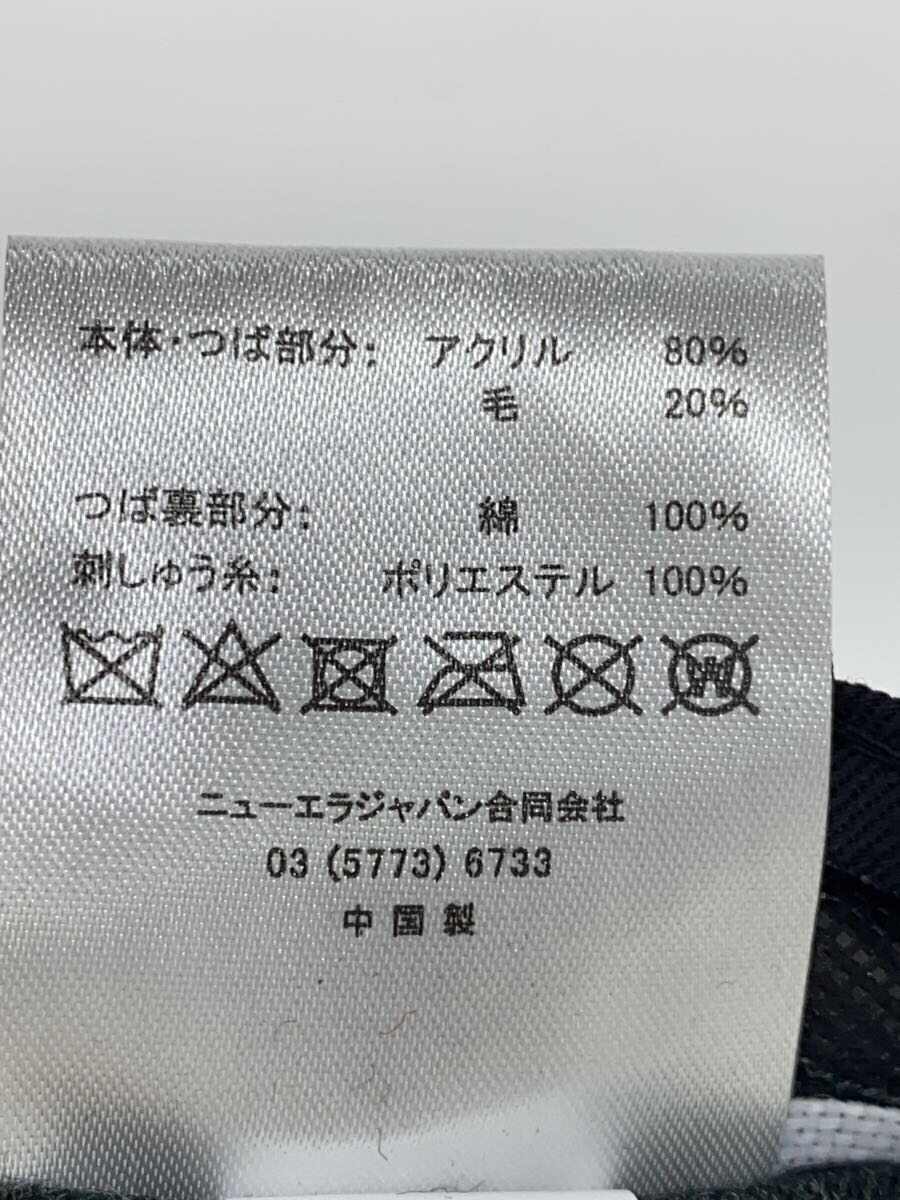 本体・つば部分: アクリル 80%
毛 20%
つば裏部分: 綿 100%
刺しゅう糸: ポリエステル 100%
W
ニューエラジャパン合同会社
03 (5773) 6733
中国製